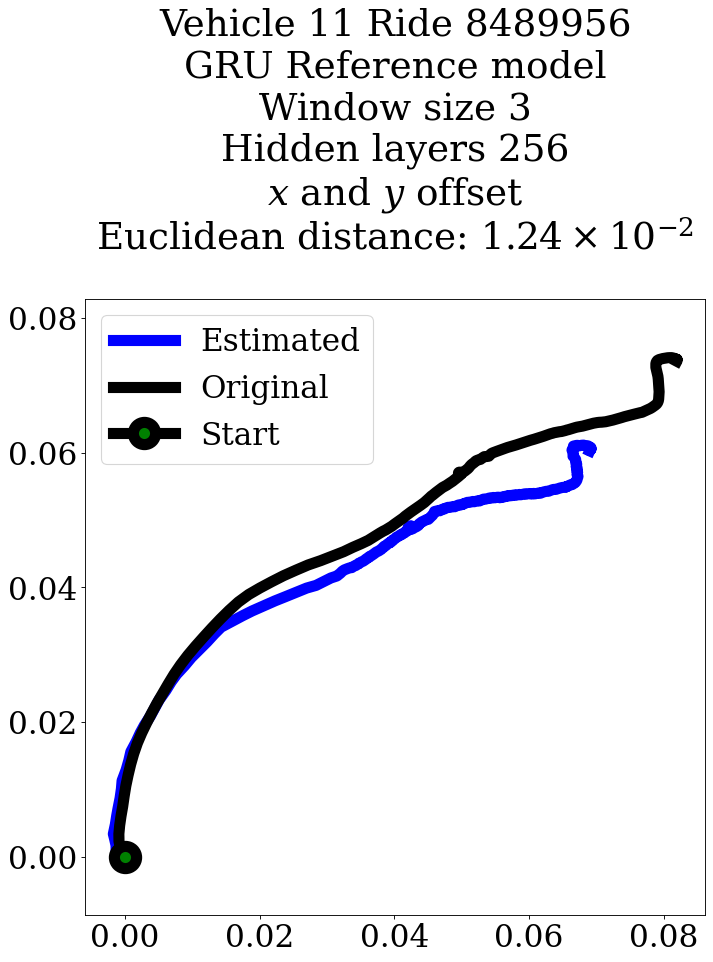 Vehicle 11 Ride 8489956
GRU Reference model
Window size 3
Hidden layers 256
x and y offset
Euclidean distance: 1.24 × 10⁻²
Estimated
Original
Start
0.08
0.06
0.04
0.02
0.00
0.00 0.02 0.04 0.06 0.08